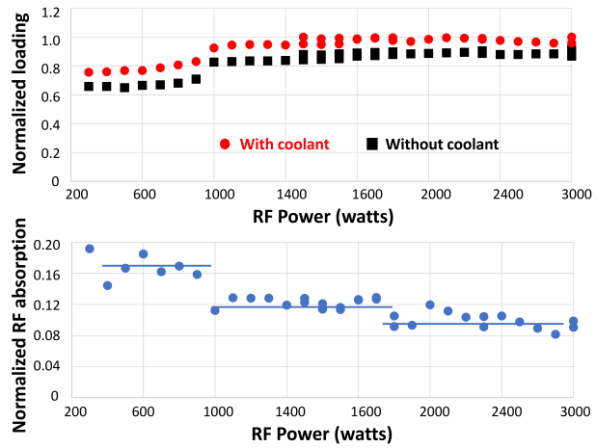 Normalized loading
1.2
1.0
0.8
0.6
0.4
0.2
0
With coolant
Without coolant
200 600 600 1000 1400 1600 2000 2400 3000
RF Power (watts)
Normalized RF absorption
0.20
0.16
0.12
0.08
0.04
0
200 600 600 1000 1400 1600 2000 2400 3000
RF Power (watts)